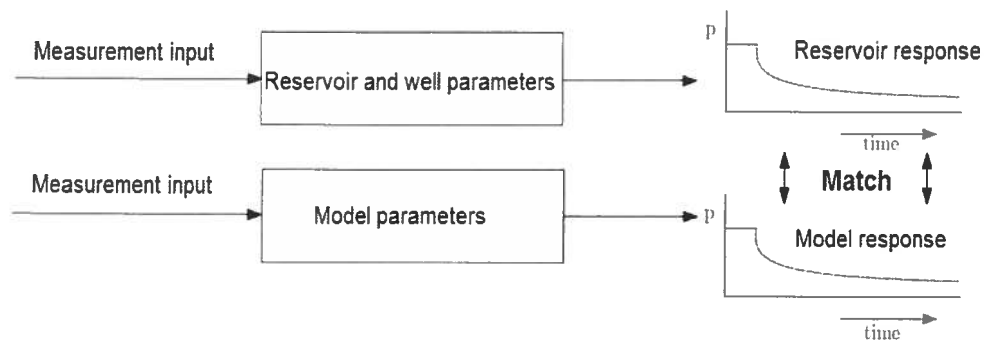 Measurement input
Reservoir and well parameters
p
Reservoir response
time
Match
Measurement input
Model parameters
p
Model response
time